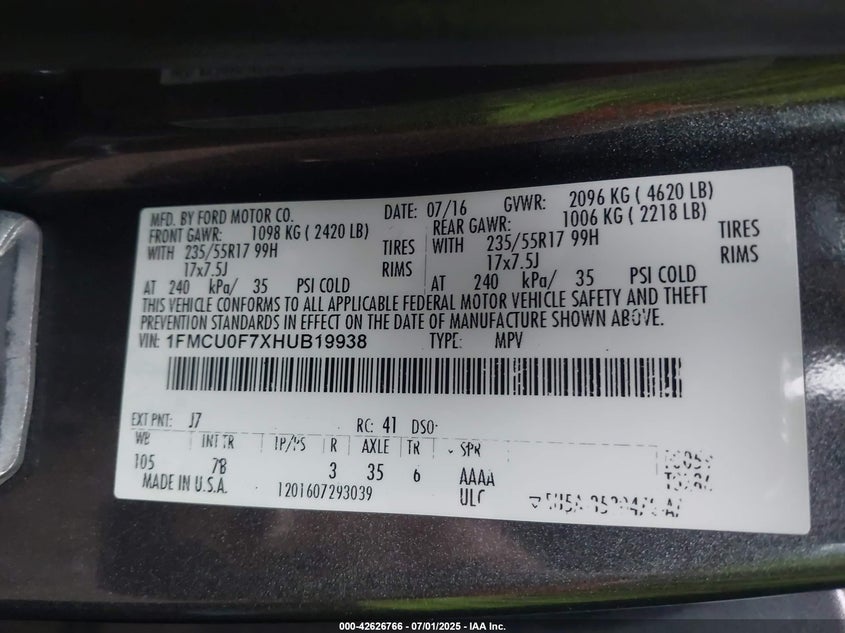 MFD. BY FORD MOTOR CO. DATE: 07/16 GVWR: 2096 KG ( 4620 LB)
FRONT GAWR: 1098 KG ( 2420 LB) REAR GAWR: 1006 KG ( 2218 LB)
WITH 235/55R17 99H TIRES WITH 235/55R17 99H TIRES
17x7.5J RIMS 17x7.5J RIMS
AT 240 kPa/ 35 PSI COLD AT 240 kPa/ 35 PSI COLD
THIS VEHICLE CONFORMS TO ALL APPLICABLE FEDERAL MOTOR VEHICLE SAFETY AND THEFT
PREVENTION STANDARDS IN EFFECT ON THE DATE OF MANUFACTURE SHOWN ABOVE.
VIN: 1FMCU0F7XHUB19938 TYPE: MPV
EXT PNT: J7 RC: 41 DSO:
WB INT TR TP/PS R AXLE TR SPR
105 7B 3 35 6 AAAA
MADE IN U.S.A. 1201607293039 ULC
000-42626766 - 07/01/2025 - IAA Inc.